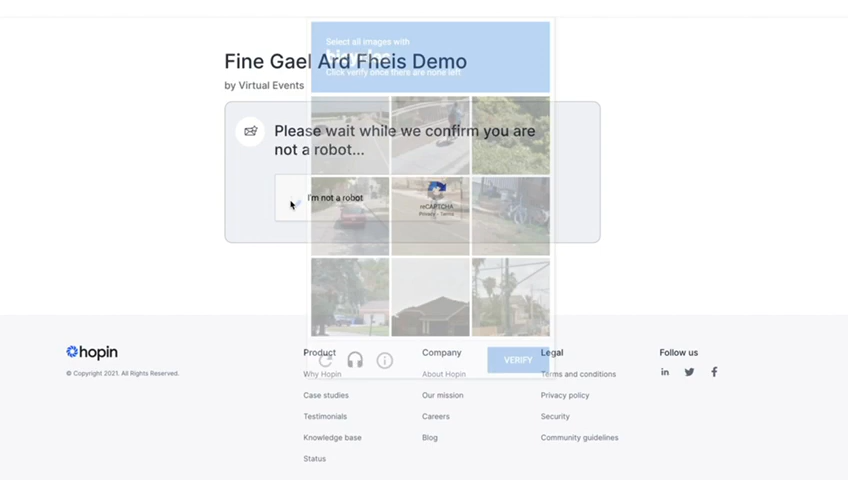 Select all images with
bicycles
Click verify once there are none left
Fine Gael Ard Fheis Demo
by Virtual Events
Please wait while we confirm you are
not a robot...
I'm not a robot
reCAPTCHA
Privacy - Terms
VERIFY
hopin
© Copyright 2021. All Rights Reserved.
Product
Why Hopin
Case studies
Testimonials
Knowledge base
Status
Company
About Hopin
Our mission
Careers
Blog
Legal
Terms and conditions
Privacy policy
Security
Community guidelines
Follow us